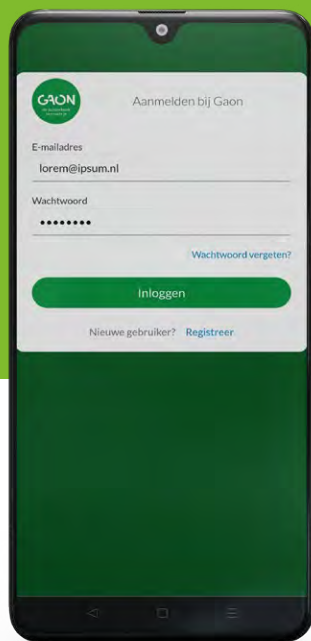 GAON
Aanmelden bij Gaon
E-mailadres
lorem@ipsum.nl
Wachtwoord
••••••••
Wachtwoord vergeten?
Inloggen
Nieuwe gebruiker? Registreer